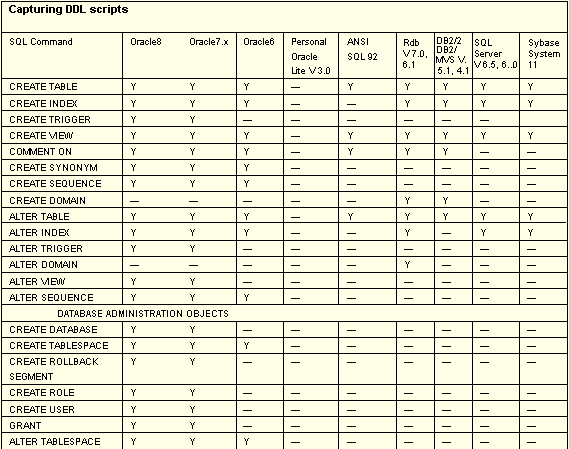 Capturing DDL scripts
SQL Command Oracle8 Oracle7.x Oracle6 Personal Oracle Lite V 3.0 ANSI SQL 92 Rdb V 7.0, 6.1 DB2/2 DB2/ MVS V. 5.1, 4.1 SQL Server V 6.5, 6..0 Sybase System 11
CREATE TABLE Y Y Y — Y Y Y Y Y
CREATE INDEX Y Y Y — — Y Y Y Y
CREATE TRIGGER Y Y — — — — — — —
CREATE VIEW Y Y Y — Y Y Y Y Y
COMMENT ON Y Y Y — Y Y Y — —
CREATE SYNONYM Y Y Y — — — — — —
CREATE SEQUENCE Y Y Y — — — — — —
CREATE DOMAIN — — — — — Y Y — —
ALTER TABLE Y Y Y — Y Y Y Y Y
ALTER INDEX Y Y Y — — Y — Y Y
ALTER TRIGGER Y Y — — — — — — —
ALTER DOMAIN — — — — — Y — — —
ALTER VIEW Y Y — — — — — — —
ALTER SEQUENCE Y Y Y — — — — — —
DATABASE ADMINISTRATION OBJECTS
CREATE DATABASE Y Y — — — — — — —
CREATE TABLESPACE Y Y Y — — — — — —
CREATE ROLLBACK Y Y — — — — — — —
SEGMENT
CREATE ROLE Y Y — — — — — — —
CREATE USER Y Y — — — — — — —
GRANT Y Y — — — — — — —
ALTER TABLESPACE Y Y Y — — — — — —